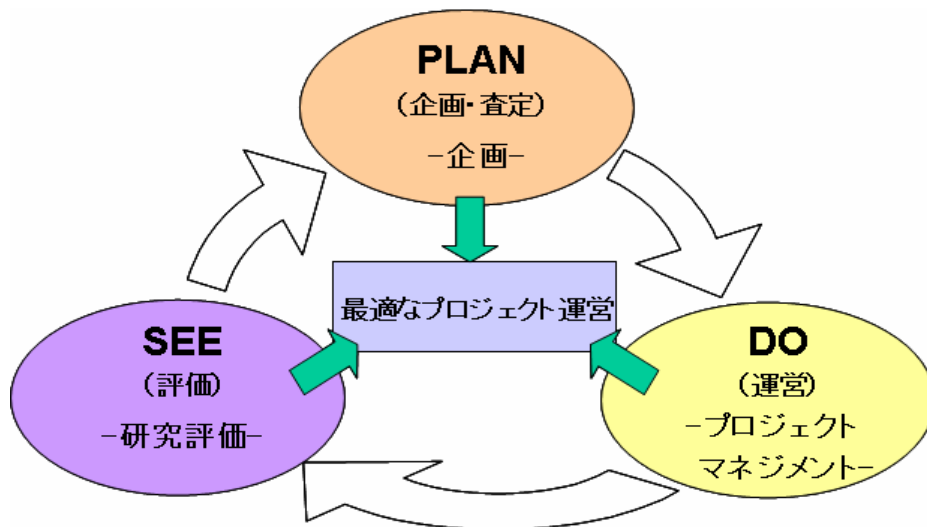 PLAN
(企画・査定)
−企画−
最適なプロジェクト運営
SEE
(評価)
−研究評価−
DO
(運営)
−プロジェクト
マネジメント−